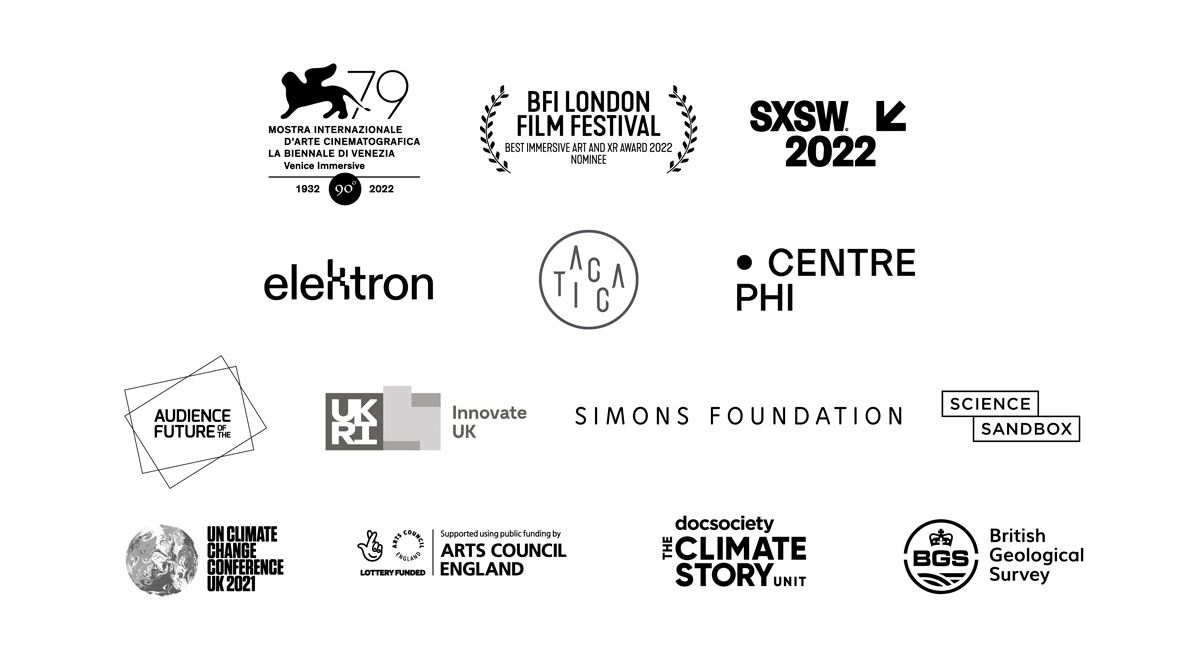 79
MOSTRA INTERNAZIONALE
D'ARTE CINEMATOGRAFICA
LA BIENNALE DI VENEZIA
Venice Immersive
1932 90° 2022
BFI LONDON
FILM FESTIVAL
BEST IMMERSIVE ART AND XR AWARD 2022
NOMINEE
SXSW
2022
elektron
TACTICA
CENTRE
PHI
AUDIENCE
FUTURE OF THE
UK
RI
Innovate
UK
SIMONS FOUNDATION
SCIENCE
SANDBOX
UN CLIMATE
CHANGE
CONFERENCE
UK 2021
LOTTERY FUNDED
ARTS COUNCIL
ENGLAND
Supported using public funding by
ARTS COUNCIL
ENGLAND
docsociety
THE CLIMATE
STORY UNIT
BGS
British
Geological
Survey